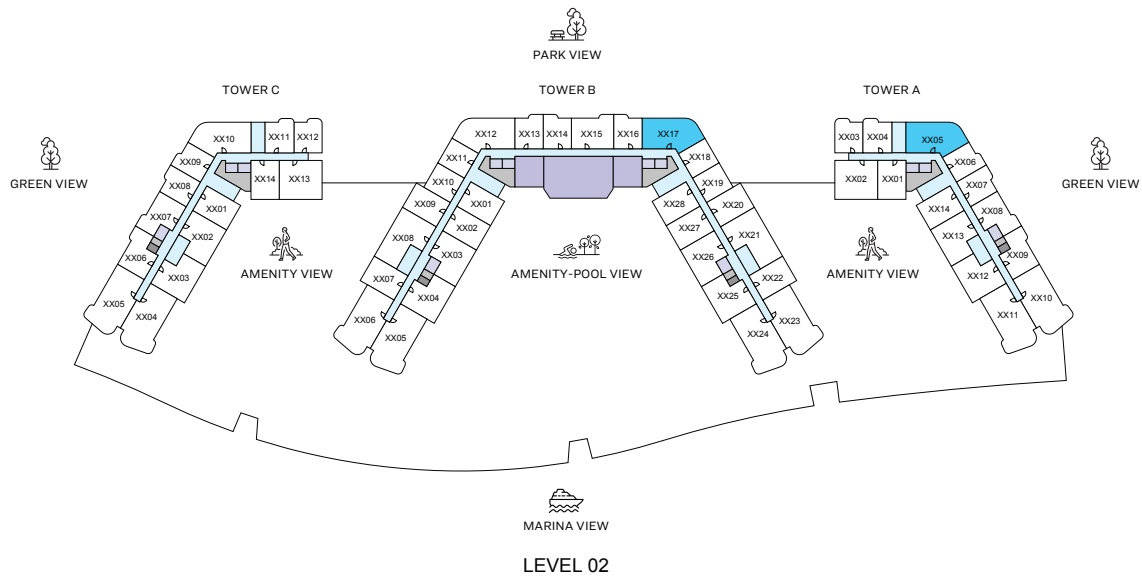 PARK VIEW
TOWER C
TOWER B
TOWER A
GREEN VIEW
GREEN VIEW
XX10
XX11
XX12
XX09
XX08
XX14
XX13
XX07
XX01
XX06
XX02
XX05
XX03
XX04
AMENITY VIEW
XX12
XX13
XX14
XX15
XX16
XX17
XX11
XX18
XX10
XX19
XX09
XX01
XX28
XX20
XX08
XX02
XX27
XX21
XX07
XX03
XX26
XX22
XX06
XX04
XX25
XX23
XX05
XX24
AMENITY-POOL VIEW
AMENITY VIEW
XX03
XX04
XX05
XX06
XX02
XX01
XX07
XX14
XX08
XX13
XX09
XX12
XX10
XX11
MARINA VIEW
LEVEL 02